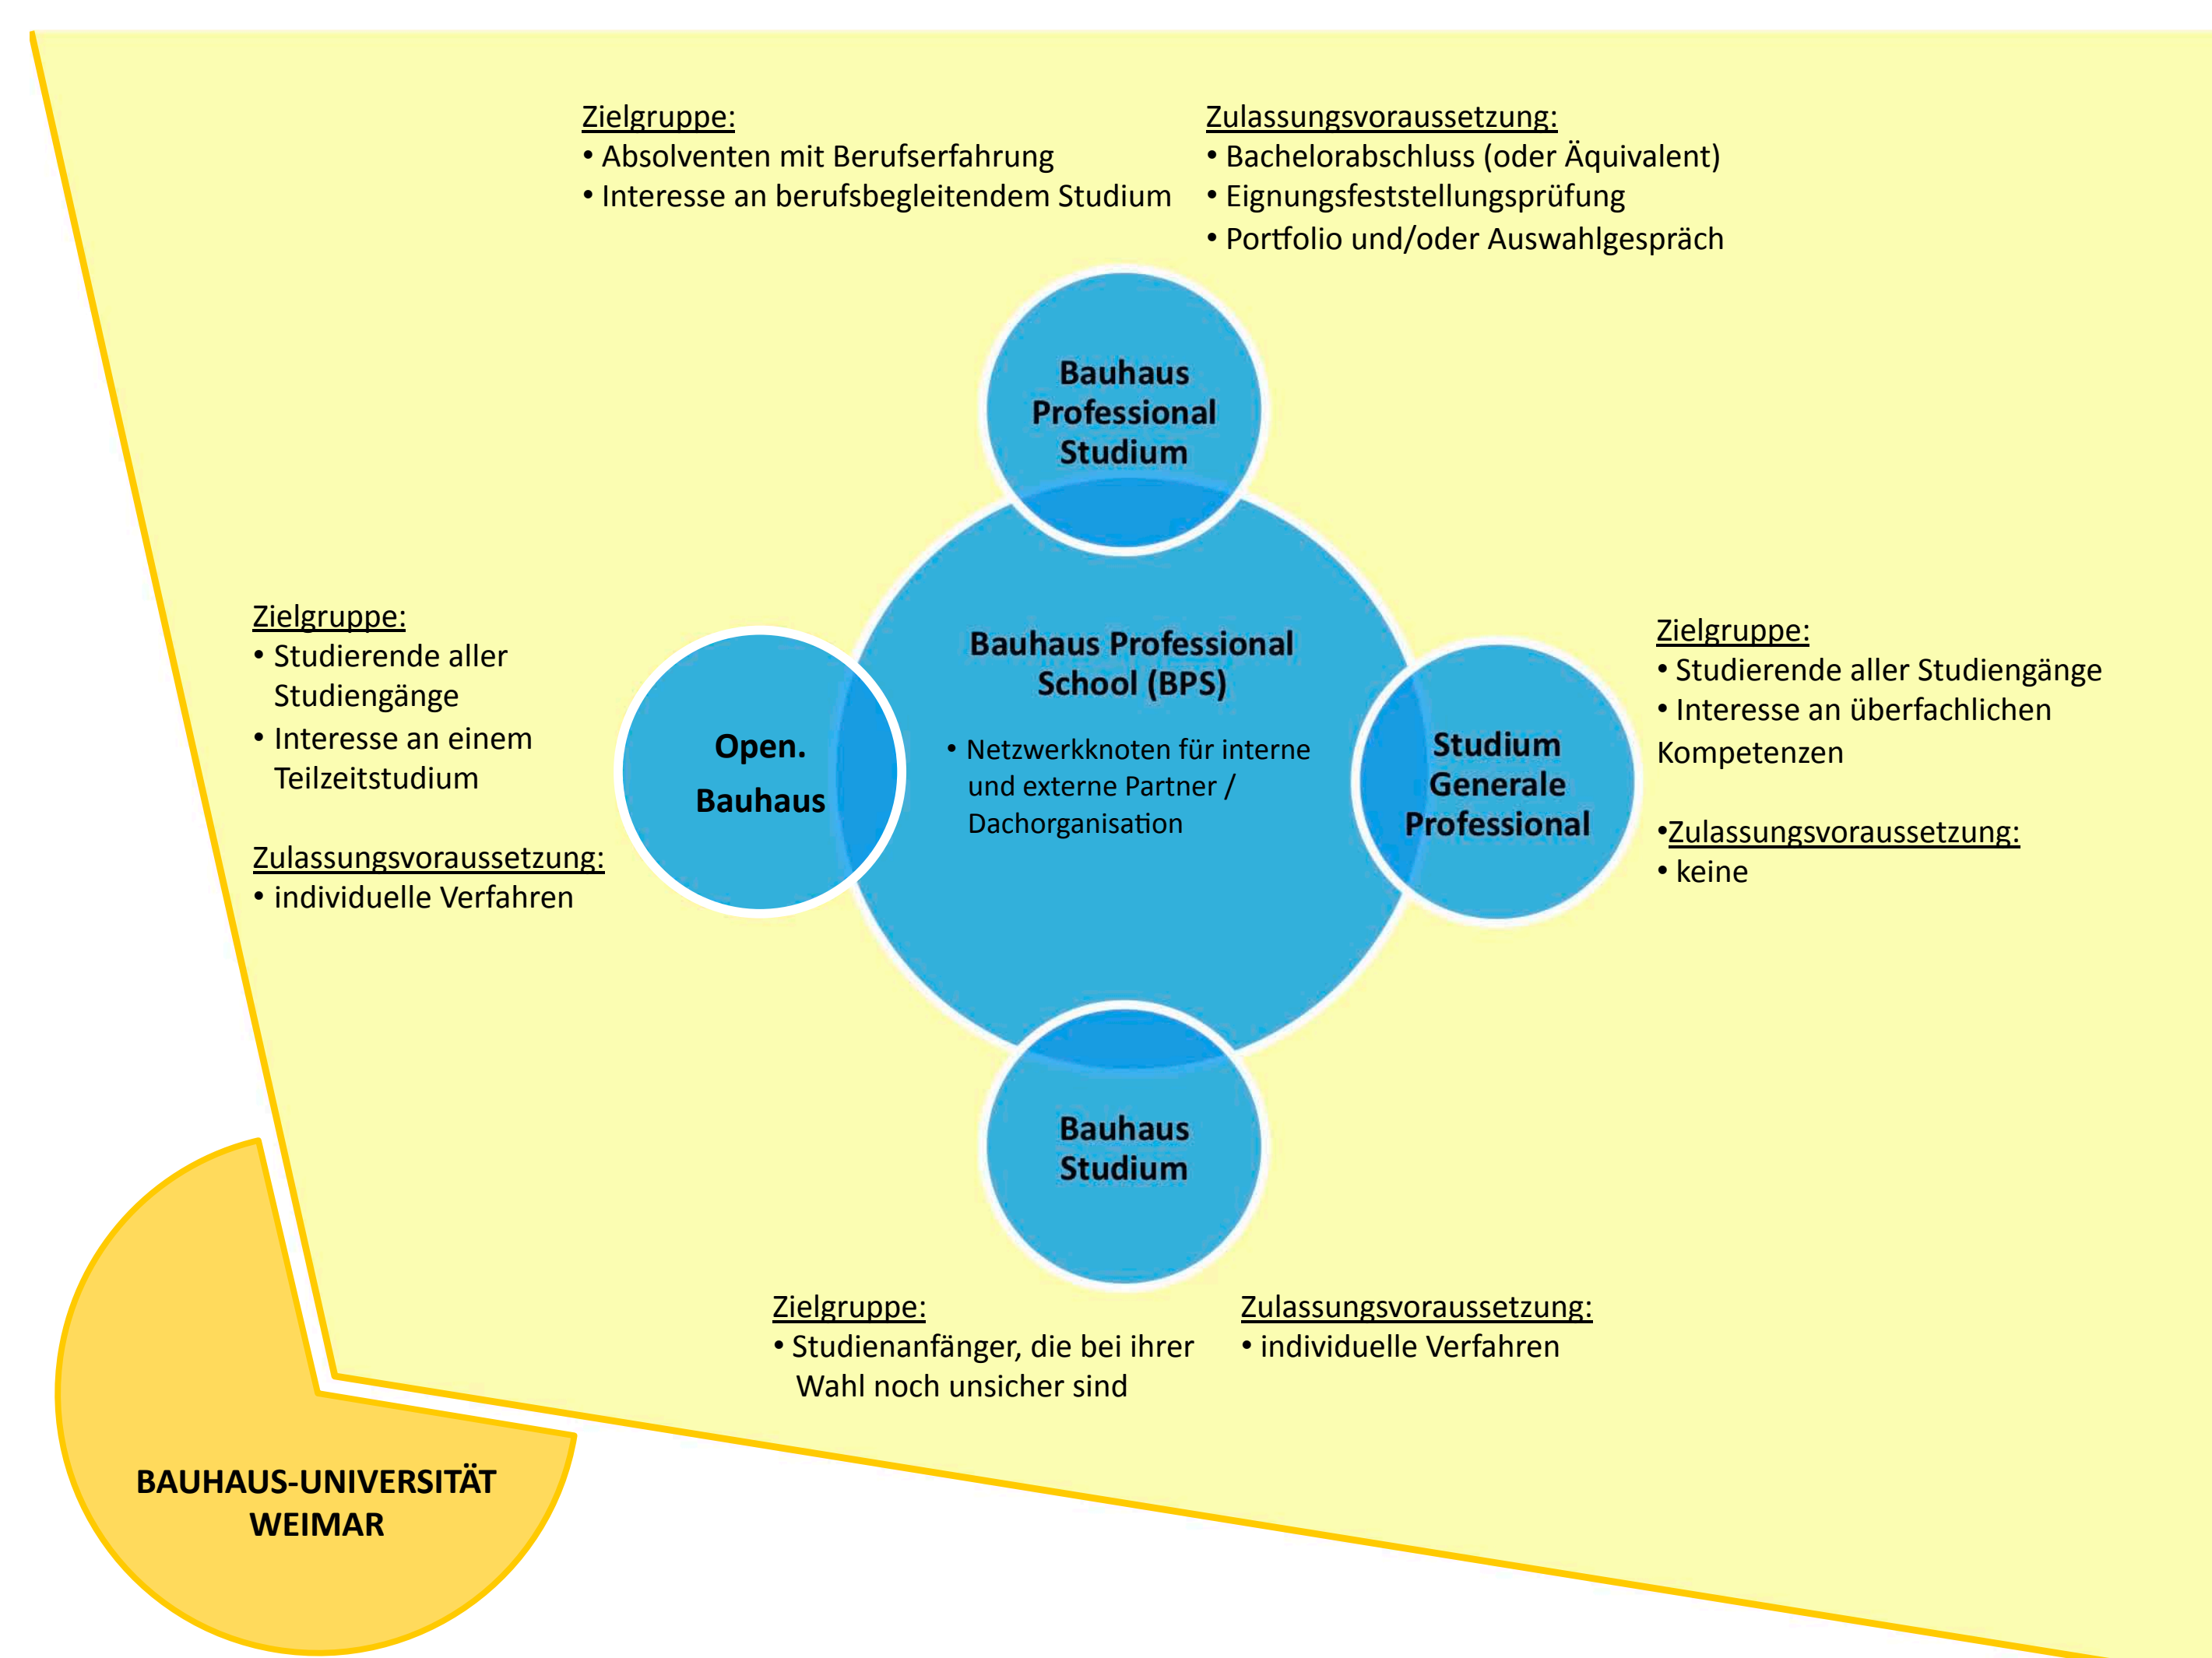 Zielgruppe:
• Absolventen mit Berufserfahrung
• Interesse an berufsbegleitendem Studium
Zulassungsvoraussetzung:
• Bachelorabschluss (oder Äquivalent)
• Eignungsfeststellungsprüfung
• Portfolio und/oder Auswahlgespräch
Bauhaus
Professional
Studium
Zielgruppe:
• Studierende aller
Studiengänge
• Interesse an einem
Teilzeitstudium
Zulassungsvoraussetzung:
• individuelle Verfahren
Open.
Bauhaus
Bauhaus Professional
School (BPS)
• Netzwerkknoten für interne
und externe Partner /
Dachorganisation
Studium
Generale
Professional
Zielgruppe:
• Studierende aller Studiengänge
• Interesse an überfachlichen
Kompetenzen
•Zulassungsvoraussetzung:
• keine
Bauhaus
Studium
Zielgruppe:
• Studienanfänger, die bei ihrer
Wahl noch unsicher sind
Zulassungsvoraussetzung:
• individuelle Verfahren
BAUHAUS-UNIVERSITÄT
WEIMAR